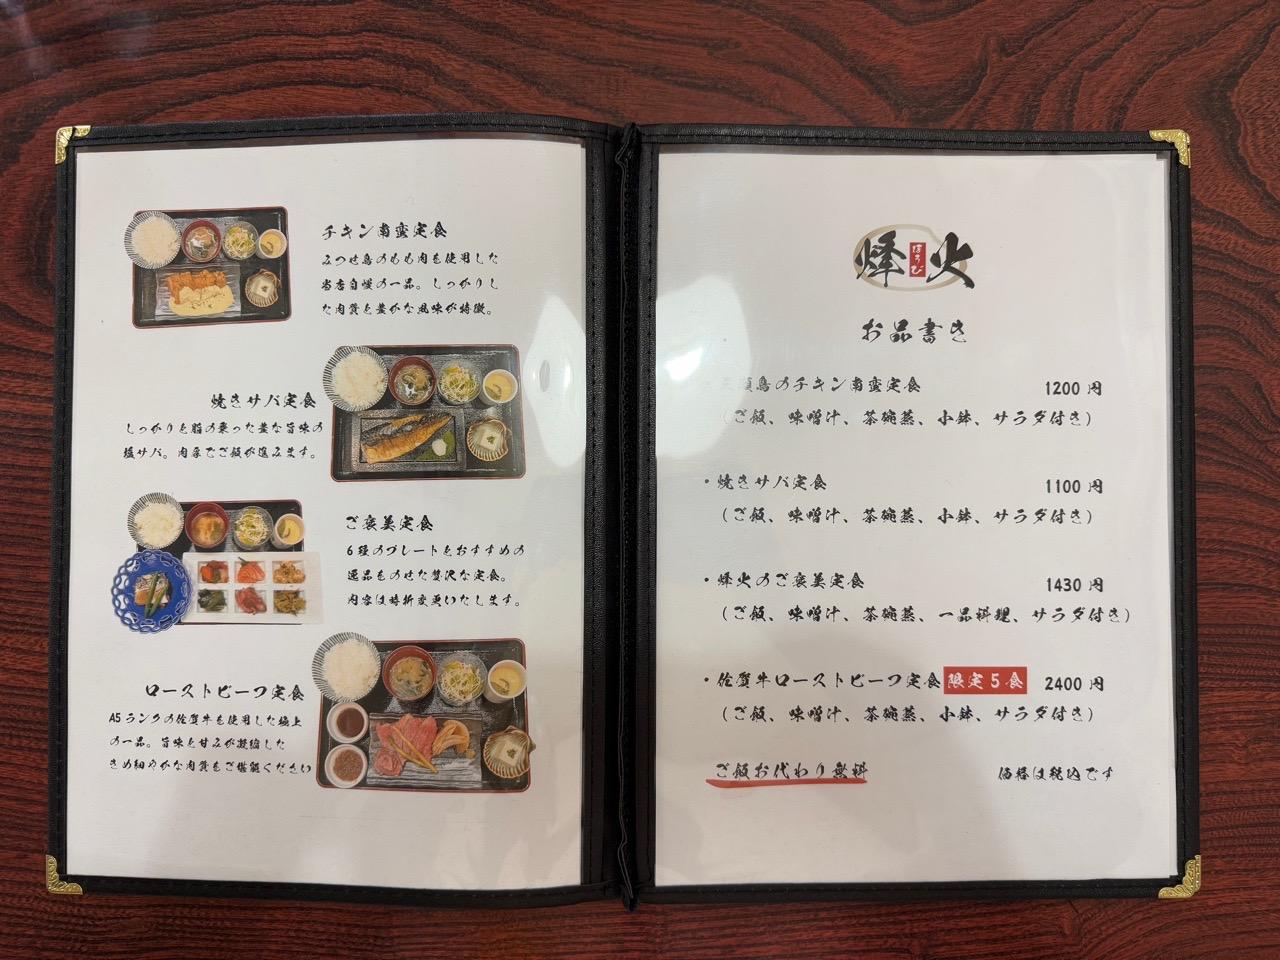 チキン南蛮定食
みつせ鳥のもも肉を使用した
当店自慢の一品。しっかりし
た肉質と豊かな風味が特徴。
焼きサバ定食
しっかりと脂の乗った豊な旨味の
塩サバ。肉厚でご飯が進みます。
ご褒美定食
6種のプレートとおすすめの
逸品をのせた贅沢な定食。
内容は時折変更いたします。
ローストビーフ定食
A5ランクの佐賀牛を使用した極上
の一品。旨味と甘みが凝縮した
きめ細やかな肉質をご堪能ください
烽火
ほうび
お品書き
鳥のチキン南蛮定食 1200円
(ご飯、味噌汁、茶碗蒸、小鉢、サラダ付き)
・焼きサバ定食 1100円
(ご飯、味噌汁、茶碗蒸、小鉢、サラダ付き)
・烽火のご褒美定食 1430円
(ご飯、味噌汁、茶碗蒸、一品料理、サラダ付き)
・佐賀牛ローストビーフ定食 限定5食 2400円
(ご飯、味噌汁、茶碗蒸、小鉢、サラダ付き)
ご飯お代わり無料
価格は税込です